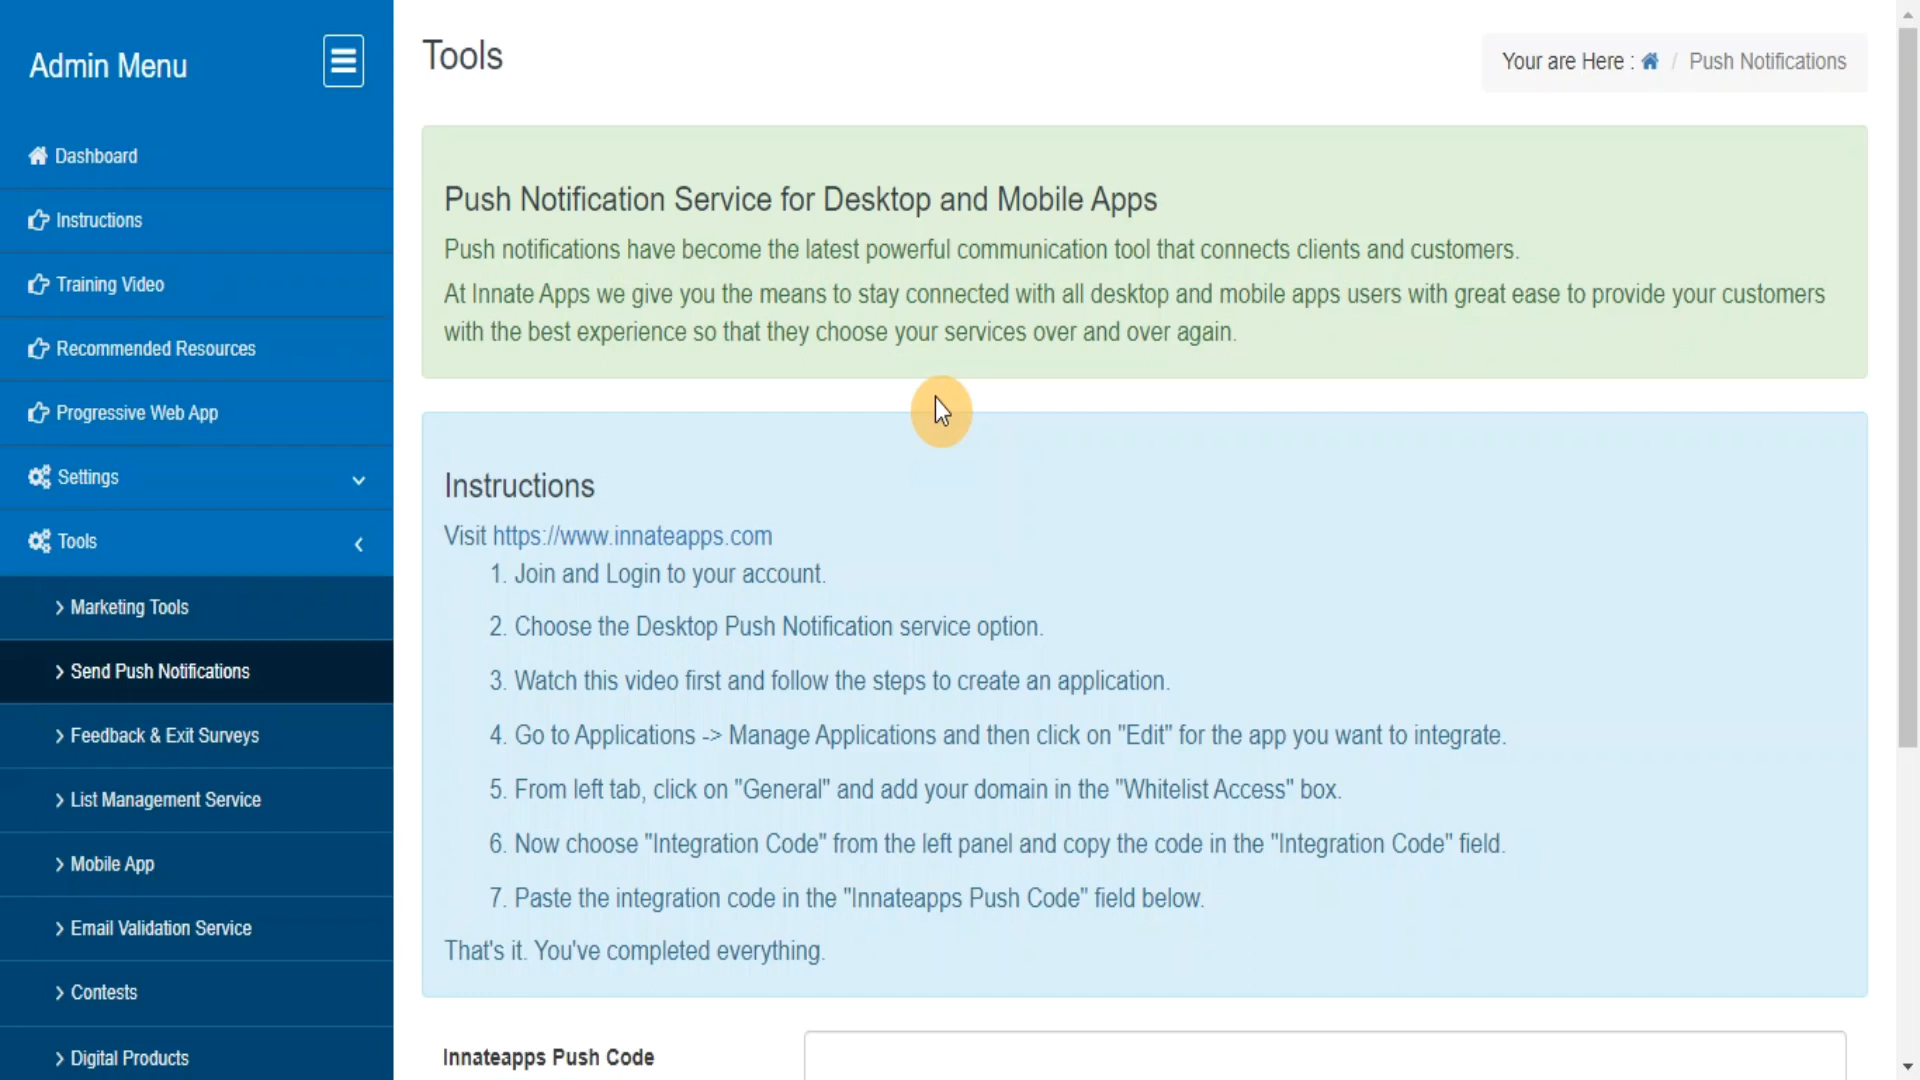 Admin Menu
Dashboard
Instructions
Training Video
Recommended Resources
Progressive Web App
Settings
Tools
Marketing Tools
Send Push Notifications
Feedback & Exit Surveys
List Management Service
Mobile App
Email Validation Service
Contests
Digital Products
Tools
Your are Here : / Push Notifications
Push Notification Service for Desktop and Mobile Apps
Push notifications have become the latest powerful communication tool that connects clients and customers.
At Innate Apps we give you the means to stay connected with all desktop and mobile apps users with great ease to provide your customers
with the best experience so that they choose your services over and over again.
Instructions
Visit https://www.innateapps.com
1. Join and Login to your account.
2. Choose the Desktop Push Notification service option.
3. Watch this video first and follow the steps to create an application.
4. Go to Applications -> Manage Applications and then click on "Edit" for the app you want to integrate.
5. From left tab, click on "General" and add your domain in the "Whitelist Access" box.
6. Now choose "Integration Code" from the left panel and copy the code in the "Integration Code" field.
7. Paste the integration code in the "Innateapps Push Code" field below.
That's it. You've completed everything.
Innateapps Push Code